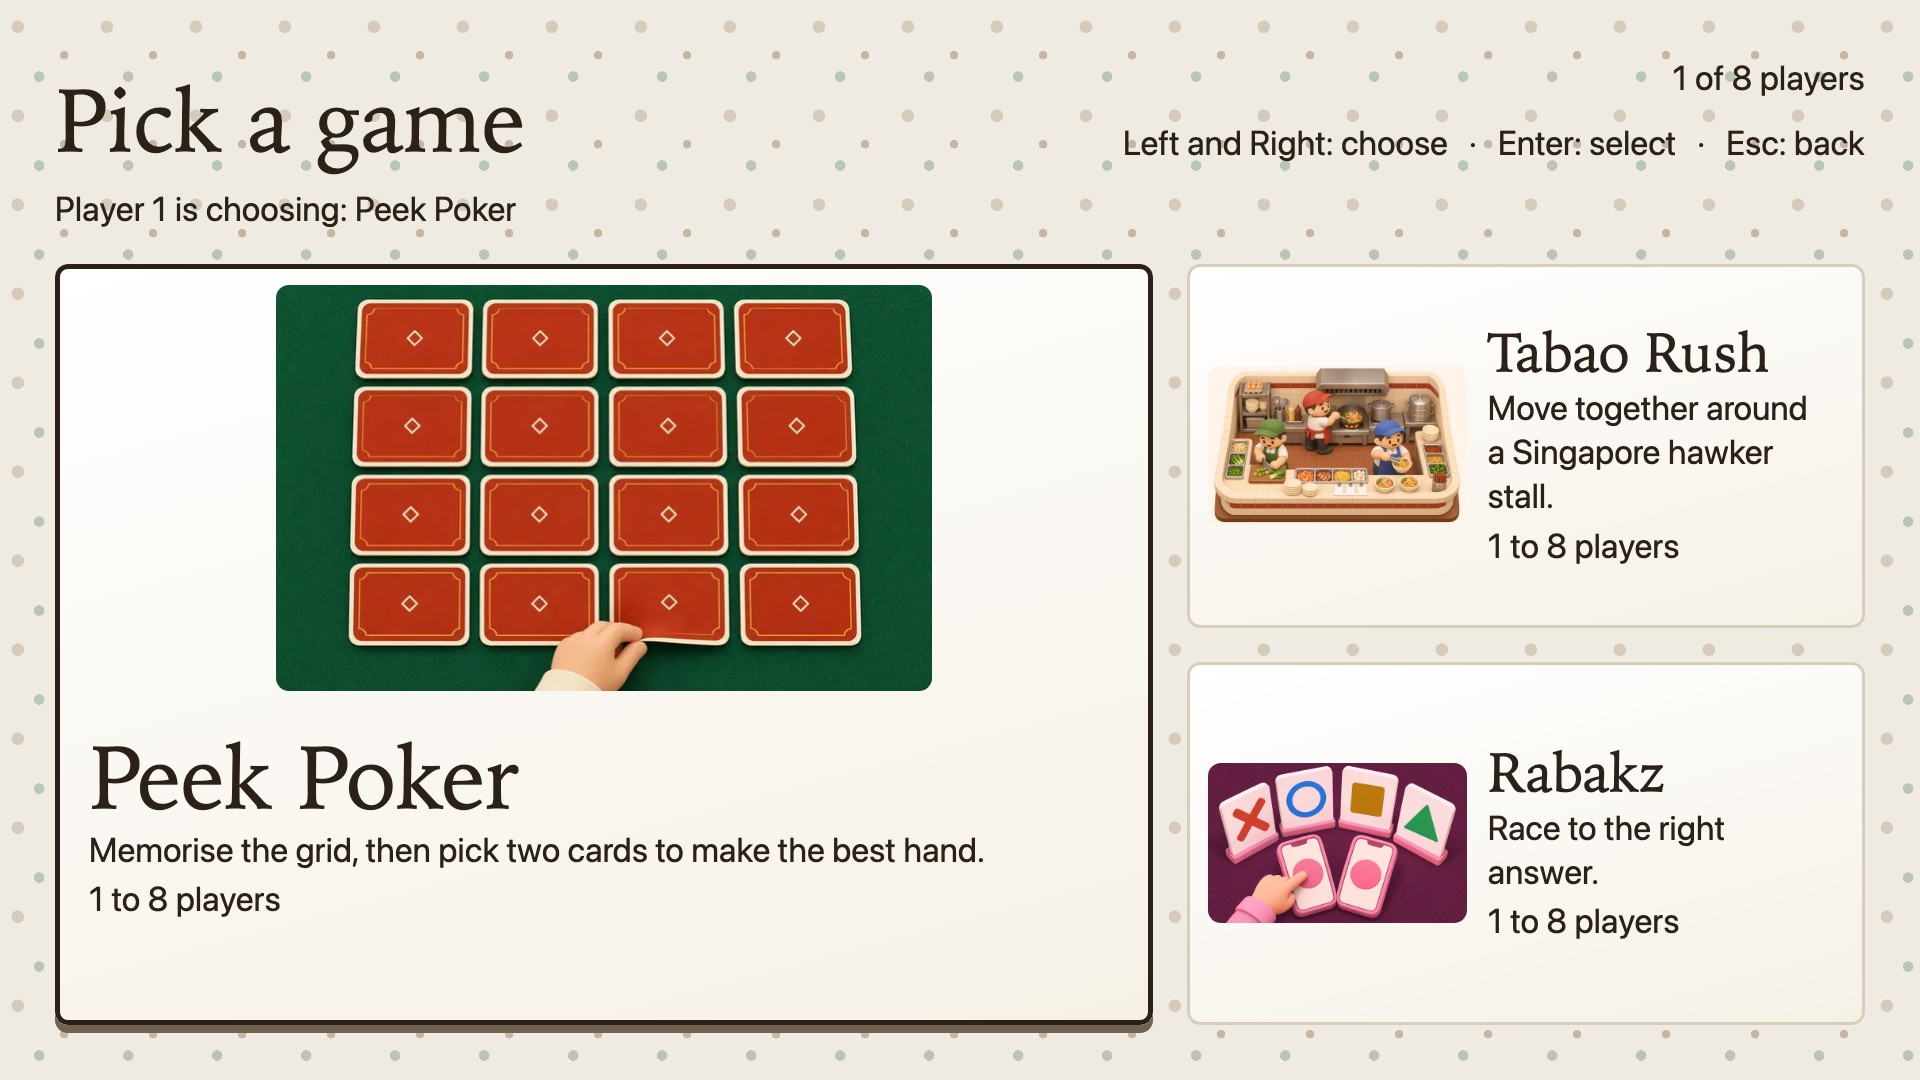 Pick a game
Player 1 is choosing: Peek Poker
1 of 8 players
Left and Right: choose · Enter: select · Esc: back
Peek Poker
Memorise the grid, then pick two cards to make the best hand.
1 to 8 players
Tabao Rush
Move together around
a Singapore hawker
stall.
1 to 8 players
Rabakz
Race to the right
answer.
1 to 8 players